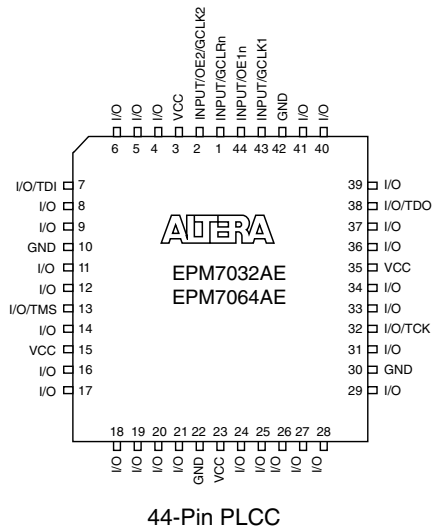 I/O I/O I/O VCC INPUT/OE2/GCLK2 INPUT/GCLRn INPUT/OE1n INPUT/GCLK1 GND I/O I/O
6 5 4 3 2 1 44 43 42 41 40
I/O/TDI 7
I/O 8
I/O 9
GND 10
I/O 11
I/O 12
I/O/TMS 13
I/O 14
VCC 15
I/O 16
I/O 17
ALTERA
EPM7032AE
EPM7064AE
39 I/O
38 I/O/TDO
37 I/O
36 I/O
35 VCC
34 I/O
33 I/O
32 I/O/TCK
31 I/O
30 GND
29 I/O
18 19 20 21 22 23 24 25 26 27 28
I/O I/O I/O I/O GND VCC I/O I/O I/O I/O I/O
44-Pin PLCC